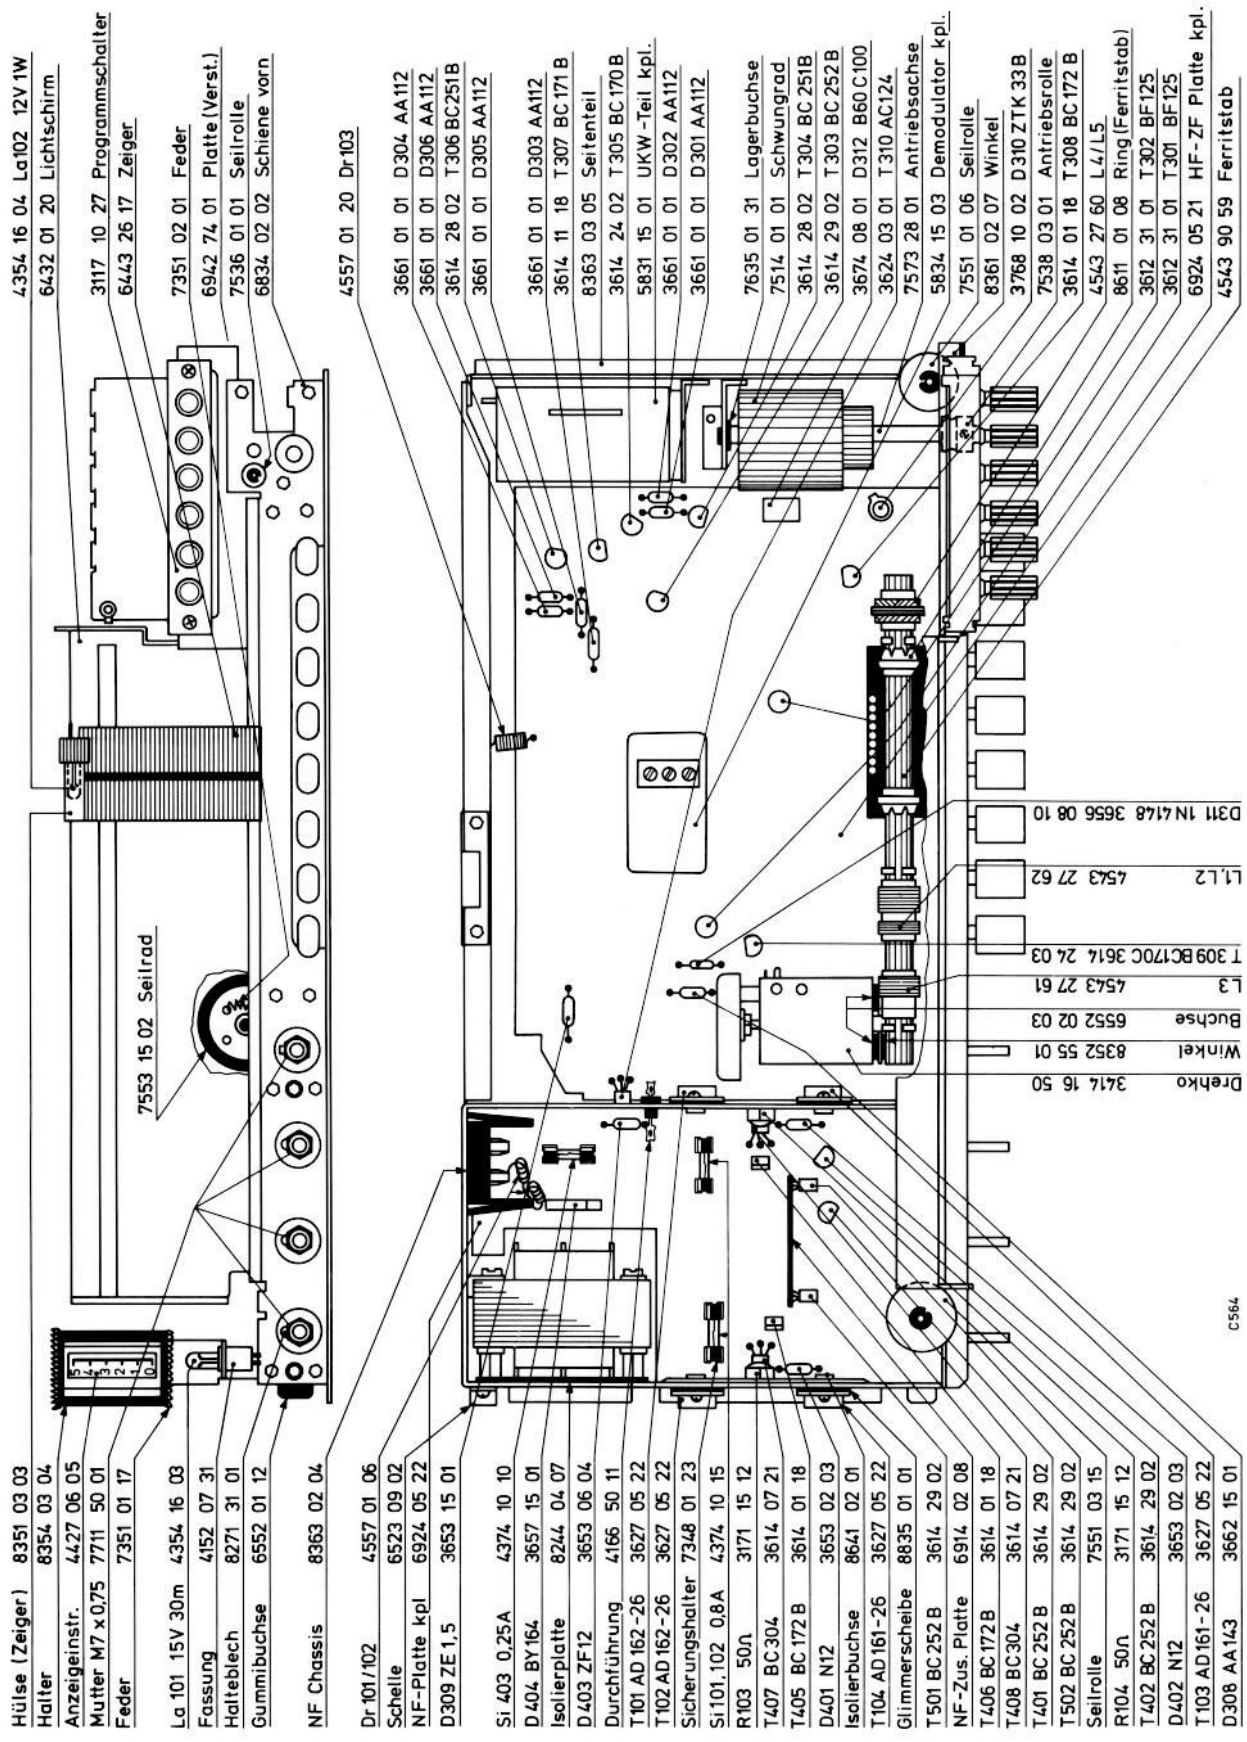 4354 16 04 La102 12V 1W
6432 01 20 Lichtschirm
3117 10 27 Programmschalter
6443 26 17 Zeiger
7351 02 01 Feder
6942 74 01 Platte (Verst.)
7536 01 01 Seilrolle
6834 02 02 Schiene vorn
4557 01 20 Dr103
3661 01 01 D304 AA112
3661 01 01 D306 AA112
3614 28 02 T306 BC251B
3661 01 01 D305 AA112
3661 01 01 D303 AA112
3614 11 18 T307 BC 171 B
8363 03 05 Seitenteil
3614 24 02 T305 BC 170 B
5831 15 01 UKW-Teil kpl.
3661 01 01 D302 AA112
3661 01 01 D301 AA112
7635 01 31 Lagerbuchse
7514 01 01 Schwungrad
3614 28 02 T304 BC 251B
3614 29 02 T303 BC 252 B
3674 08 01 D312 B60 C100
3624 03 01 T310 AC124
7573 28 01 Antriebsachse
5834 15 03 Demodulator kpl.
7551 01 06 Seilrolle
8361 02 07 Winkel
3768 10 02 D310 ZTK 33B
7538 03 01 Antriebsrolle
3614 01 18 T308 BC 172 B
4543 27 60 L4/L5
8611 01 08 Ring (Ferritstab)
3612 31 01 T302 BF125
3612 31 01 T301 BF125
6924 05 21 HF-ZF Platte kpl.
4543 90 59 Ferritstab
7553 15 02 Seilrad
5
4
3
2
1
0
D311 1N4148 3656 08 10
L1,L2 4543 27 62
T309 BC170C 3614 24 03
L3 4543 27 61
Buchse 6552 02 03
Winkel 8352 55 01
Drehko 3414 16 50
Hülse (Zeiger) 8351 03 03
Halter 8354 03 04
Anzeigeinstr. 4427 06 05
Mutter M7 x 0,75 7711 50 01
Feder 7351 01 17
La 101 15V 30m 4354 16 03
Fassung 4152 07 31
Halteblech 8271 31 01
Gummibuchse 6552 01 12
NF Chassis 8363 02 04
Dr 101/102 4557 01 06
Schelle 6523 09 02
NF-Platte kpl 6924 05 22
D309 ZE 1,5 3653 15 01
Si 403 0,25A 4374 10 10
D404 BY164 3657 15 01
Isolierplatte 8244 04 07
D403 ZF12 3653 06 04
Durchführung 4166 50 11
T101 AD 162-26 3627 05 22
T102 AD 162-26 3627 05 22
Sicherungshalter 7348 01 23
Si 101, 102 0,8A 4374 10 15
R103 50Ω 3171 15 12
T407 BC 304 3614 07 21
T405 BC 172 B 3614 01 18
D401 N12 3653 02 03
Isolierbuchse 8641 02 01
T104 AD 161-26 3627 05 22
Glimmerscheibe 8835 01 01
T501 BC 252 B 3614 29 02
NF-Zus. Platte 6914 02 08
T406 BC 172 B 3614 01 18
T408 BC 304 3614 07 21
T401 BC 252 B 3614 29 02
T502 BC 252 B 3614 29 02
Seilrolle 7551 03 15
R104 50Ω 3171 15 12
T402 BC 252 B 3614 29 02
D402 N12 3653 02 03
T103 AD161-26 3627 05 22
D308 AA 143 3662 15 01
C564